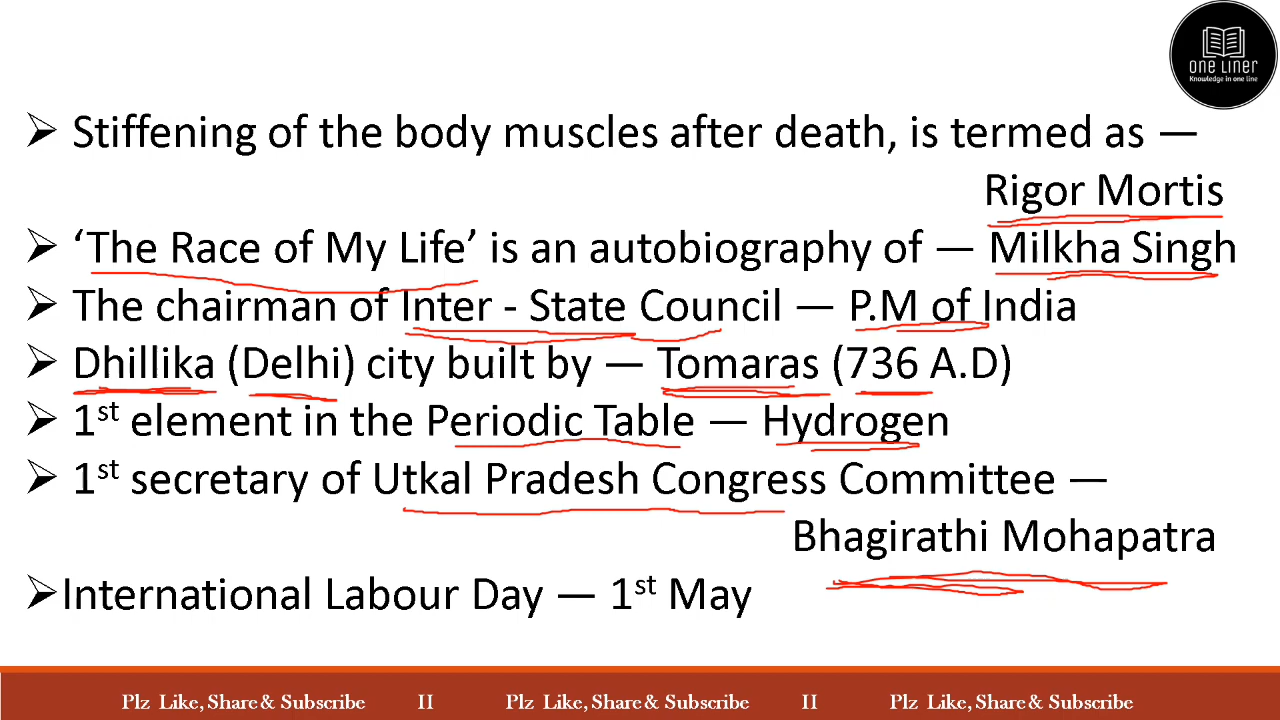 ONE LINER
Knowledge in one line
➢ Stiffening of the body muscles after death, is termed as —
Rigor Mortis
➢ ‘The Race of My Life’ is an autobiography of — Milkha Singh
➢ The chairman of Inter - State Council — P.M of India
➢ Dhillika (Delhi) city built by — Tomaras (736 A.D)
➢ 1st element in the Periodic Table — Hydrogen
➢ 1st secretary of Utkal Pradesh Congress Committee —
Bhagirathi Mohapatra
➢International Labour Day — 1st May
Plz Like, Share & Subscribe II Plz Like, Share & Subscribe II Plz Like, Share & Subscribe